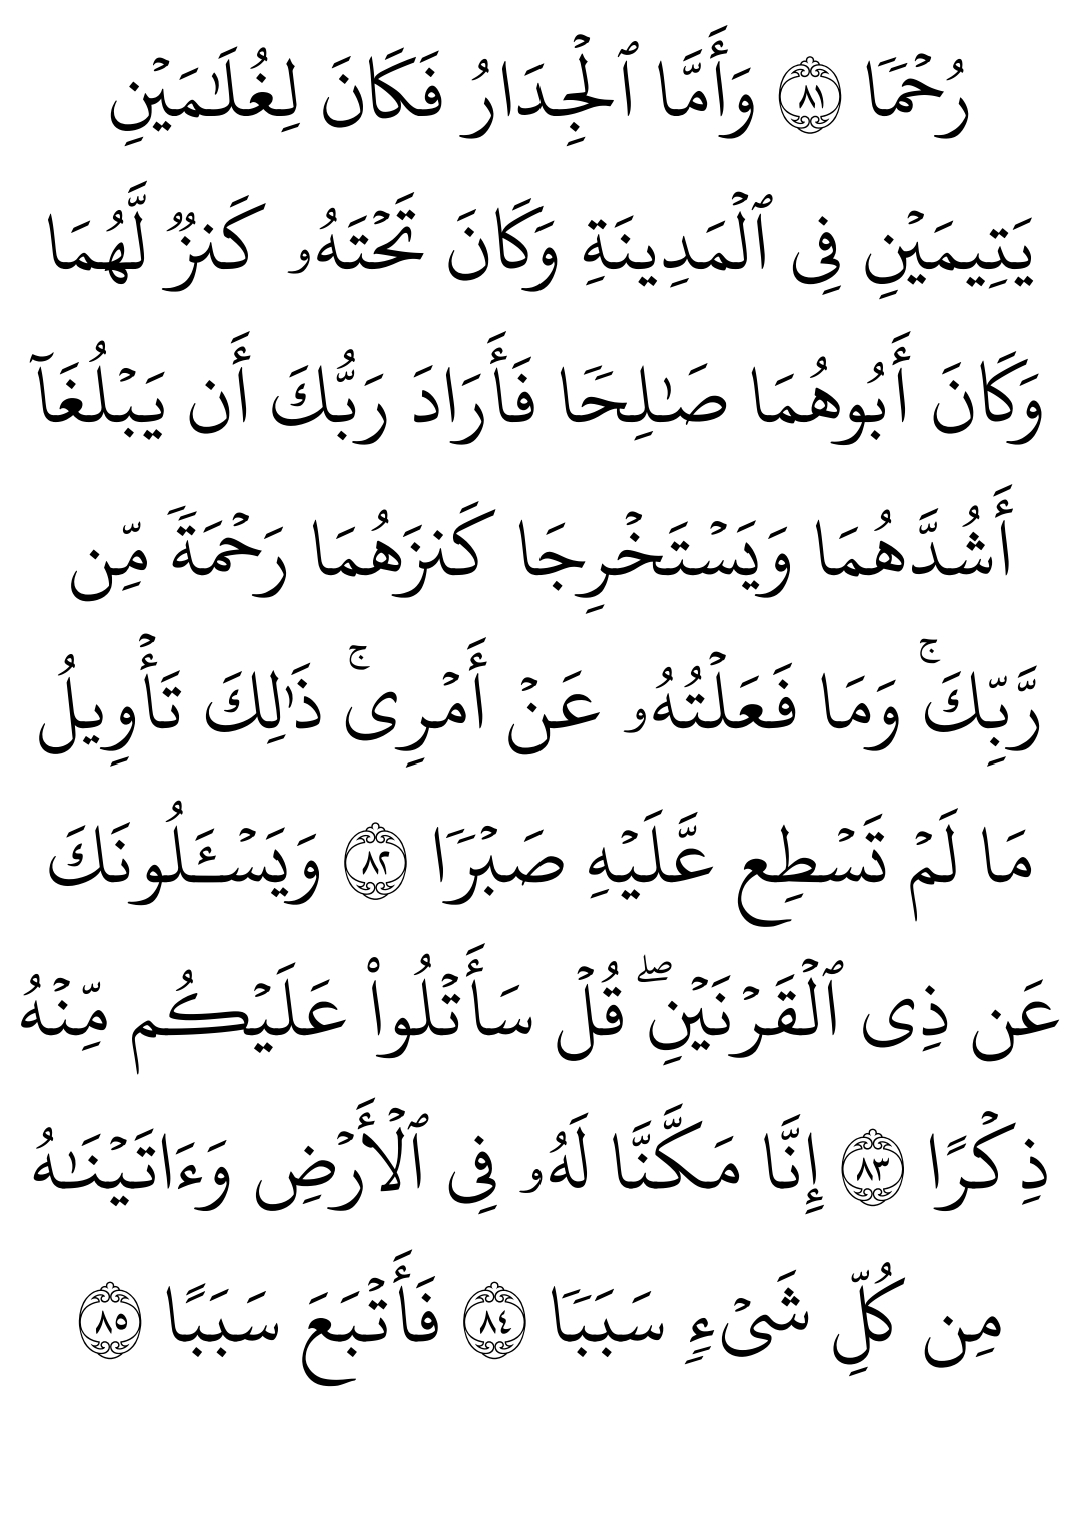 رُحۡمٗا ٨١ وَأَمَّا ٱلۡجِدَارُ فَكَانَ لِغُلَٰمَيۡنِ
يَتِيمَيۡنِ فِي ٱلۡمَدِينَةِ وَكَانَ تَحۡتَهُۥ كَنزٞ لَّهُمَا
وَكَانَ أَبُوهُمَا صَٰلِحٗا فَأَرَادَ رَبُّكَ أَن يَبۡلُغَآ
أَشُدَّهُمَا وَيَسۡتَخۡرِجَا كَنزَهُمَا رَحۡمَةٗ مِّن
رَّبِّكَۚ وَمَا فَعَلۡتُهُۥ عَنۡ أَمۡرِيۚ ذَٰلِكَ تَأۡوِيلُ
مَا لَمۡ تَسۡطِع عَّلَيۡهِ صَبۡرٗا ٨٢ وَيَسۡـَٔلُونَكَ
عَن ذِي ٱلۡقَرۡنَيۡنِۖ قُلۡ سَأَتۡلُواْ عَلَيۡكُم مِّنۡهُ
ذِكۡرًا ٨٣ إِنَّا مَكَّنَّا لَهُۥ فِي ٱلۡأَرۡضِ وَءَاتَيۡنَٰهُ
مِن كُلِّ شَيۡءٖ سَبَبٗا ٨٤ فَأَتۡبَعَ سَبَبًا ٨٥